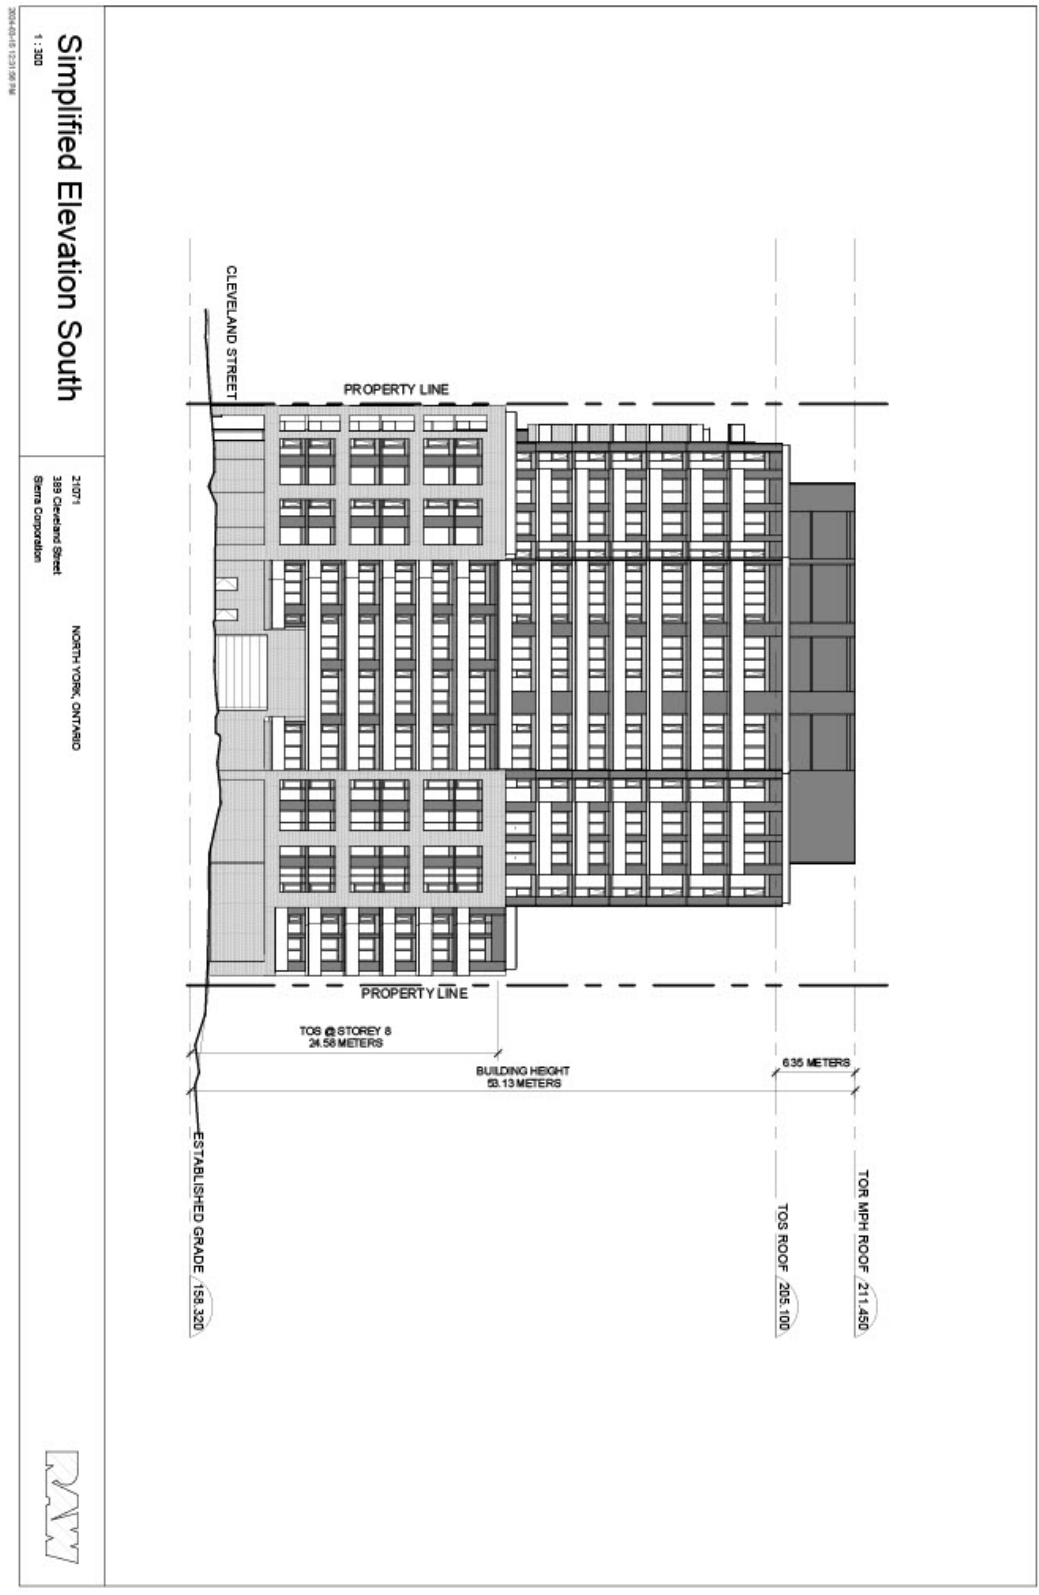 CLEVELAND STREET
PROPERTY LINE
PROPERTY LINE
TOS @ STOREY 8
24.58 METERS
BUILDING HEIGHT
53.13 METERS
6.35 METERS
TOR MPH ROOF 211.450
TOS ROOF 205.100
ESTABLISHED GRADE 158.320
Simplified Elevation South
1 : 300
21071
389 Cleveland Street
Sierra Corporation
NORTH YORK, ONTARIO
RAW